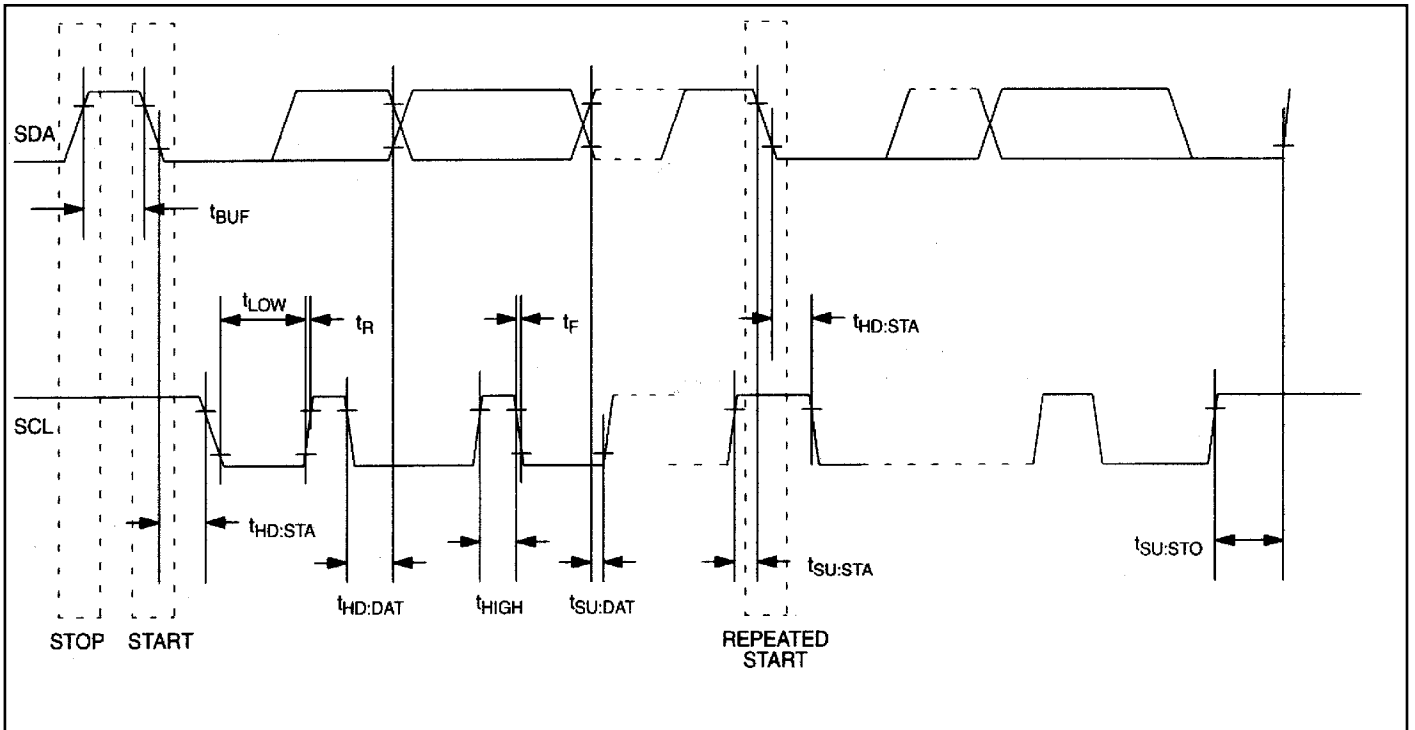 SDA
tBUF
tLOW
tR
tF
tHD:STA
SCL
tHD:STA
tSU:STA
tSU:STO
tHD:DAT
tHIGH
tSU:DAT
STOP
START
REPEATED
START